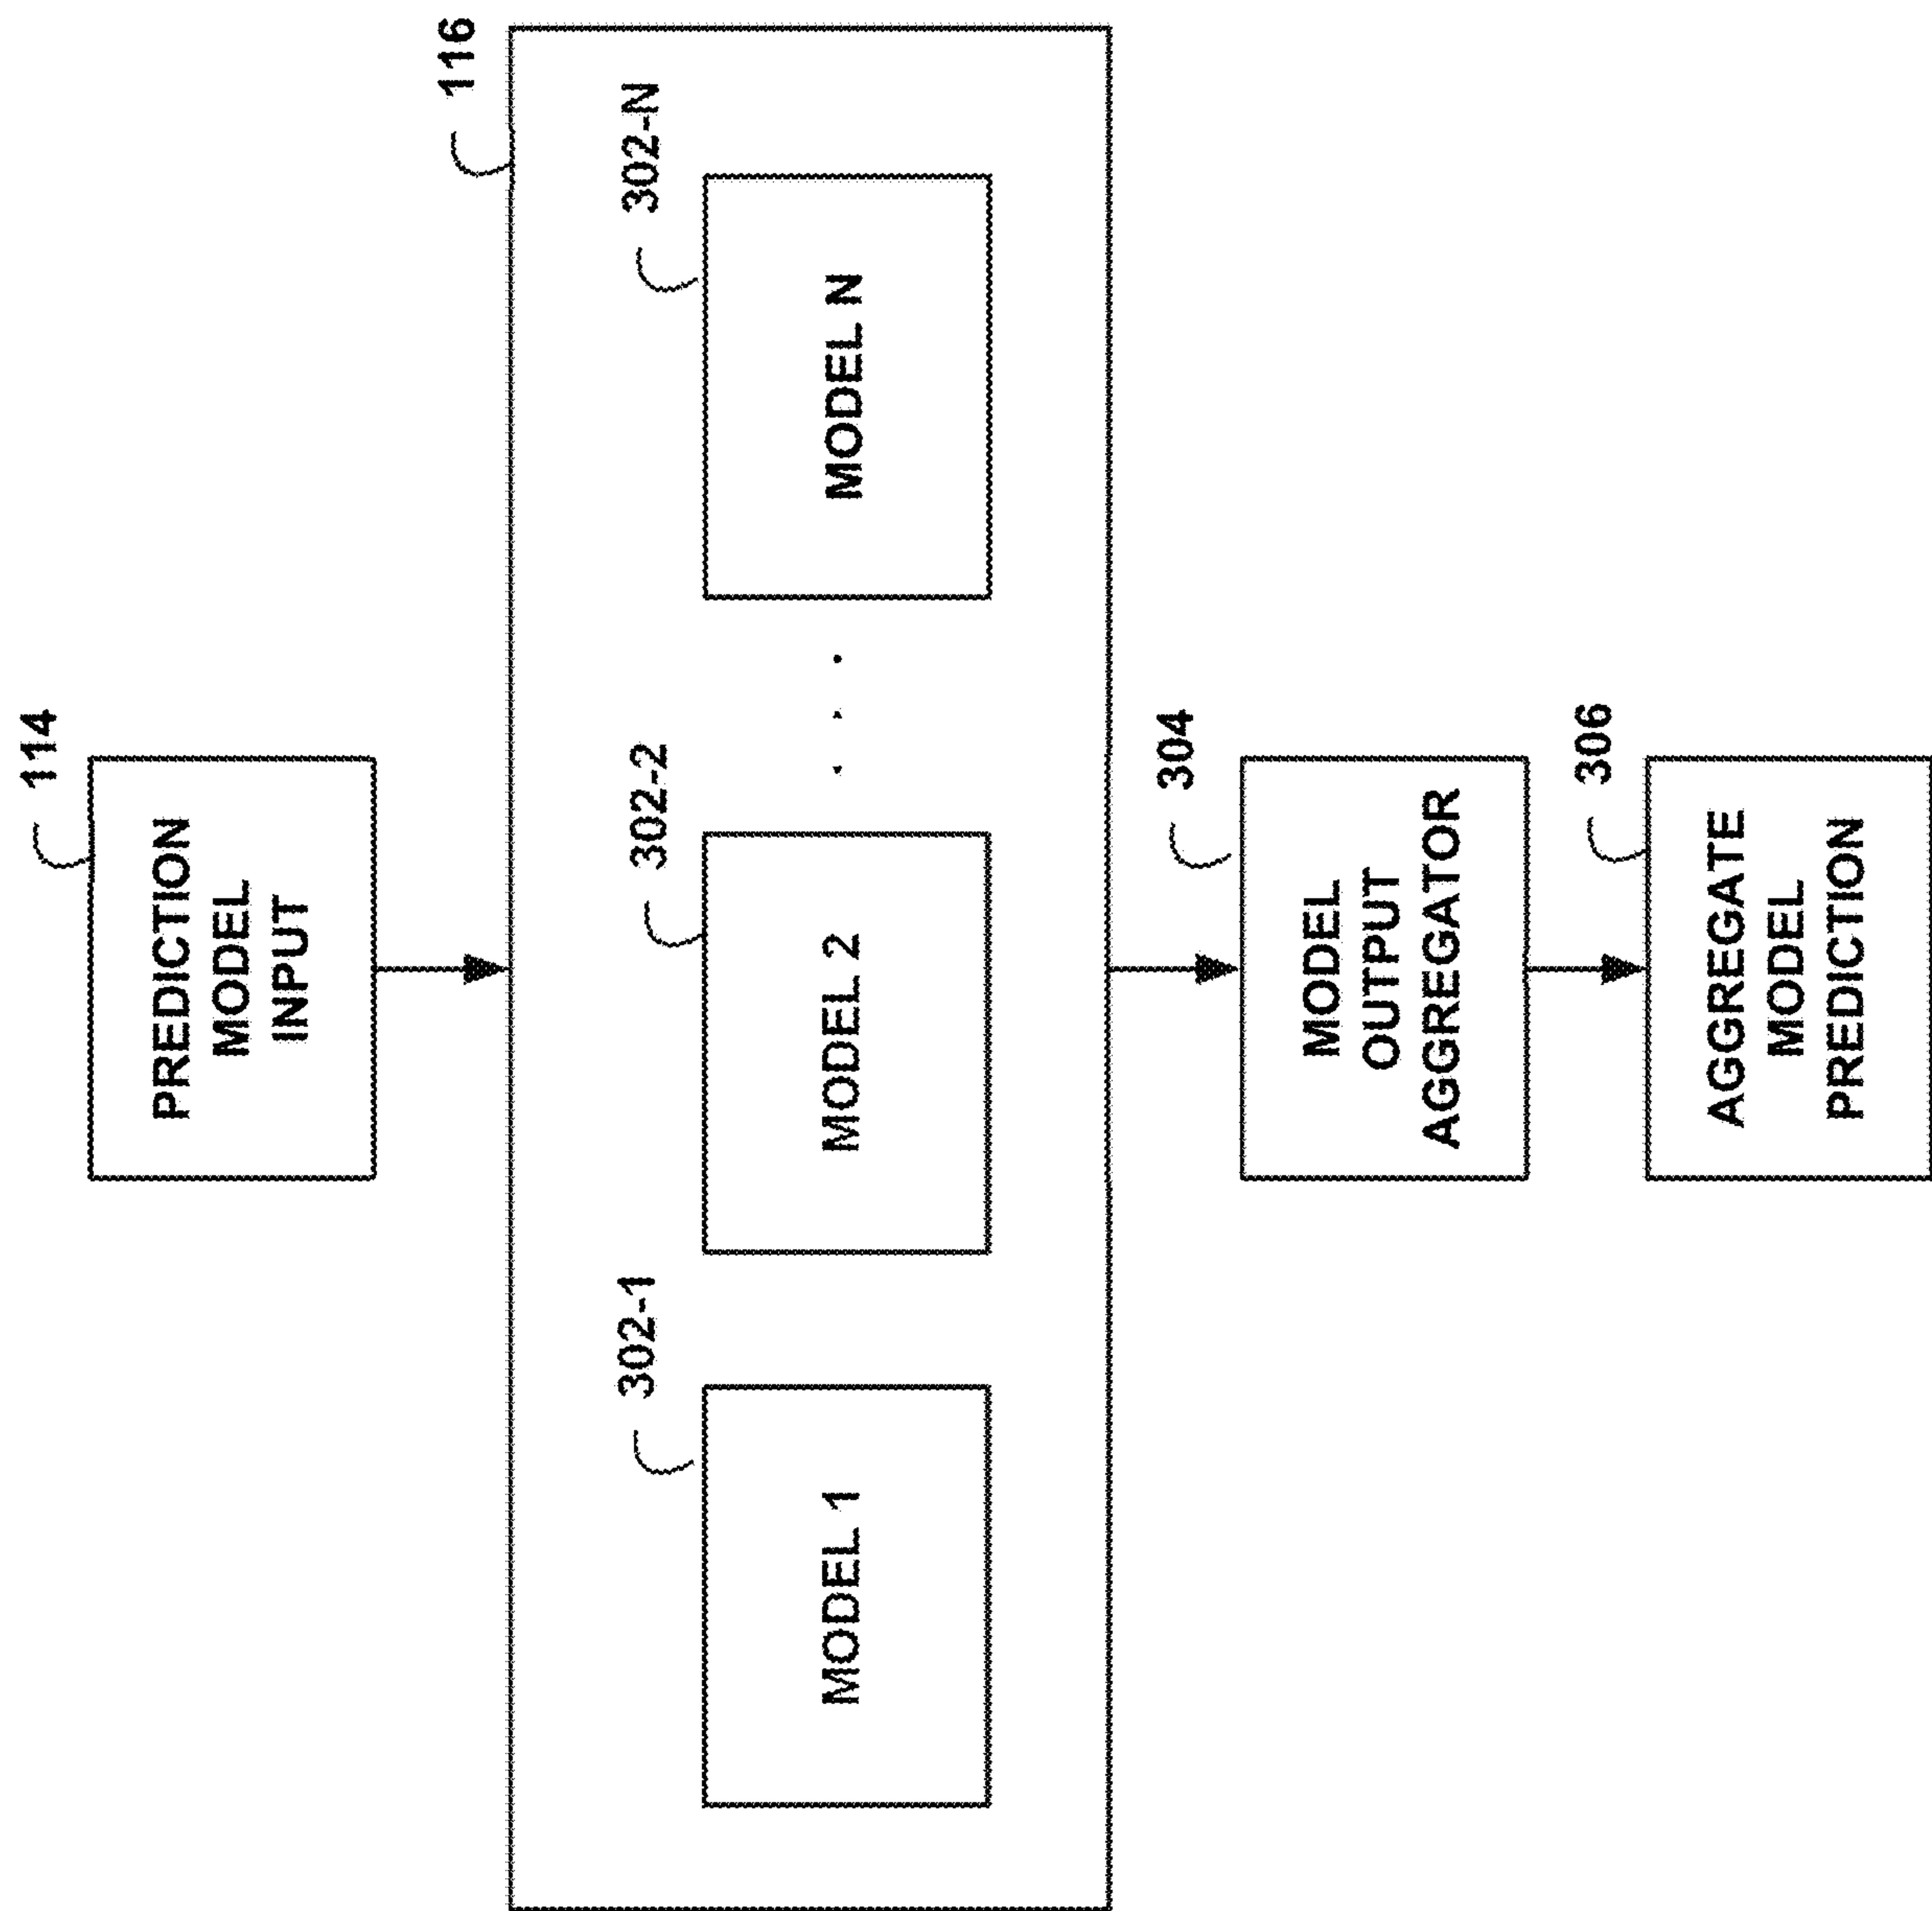 114
PREDICTION
MODEL
INPUT
116
302-1
MODEL 1
302-2
MODEL 2
. . .
302-N
MODEL N
304
MODEL
OUTPUT
AGGREGATOR
306
AGGREGATE
MODEL
PREDICTION